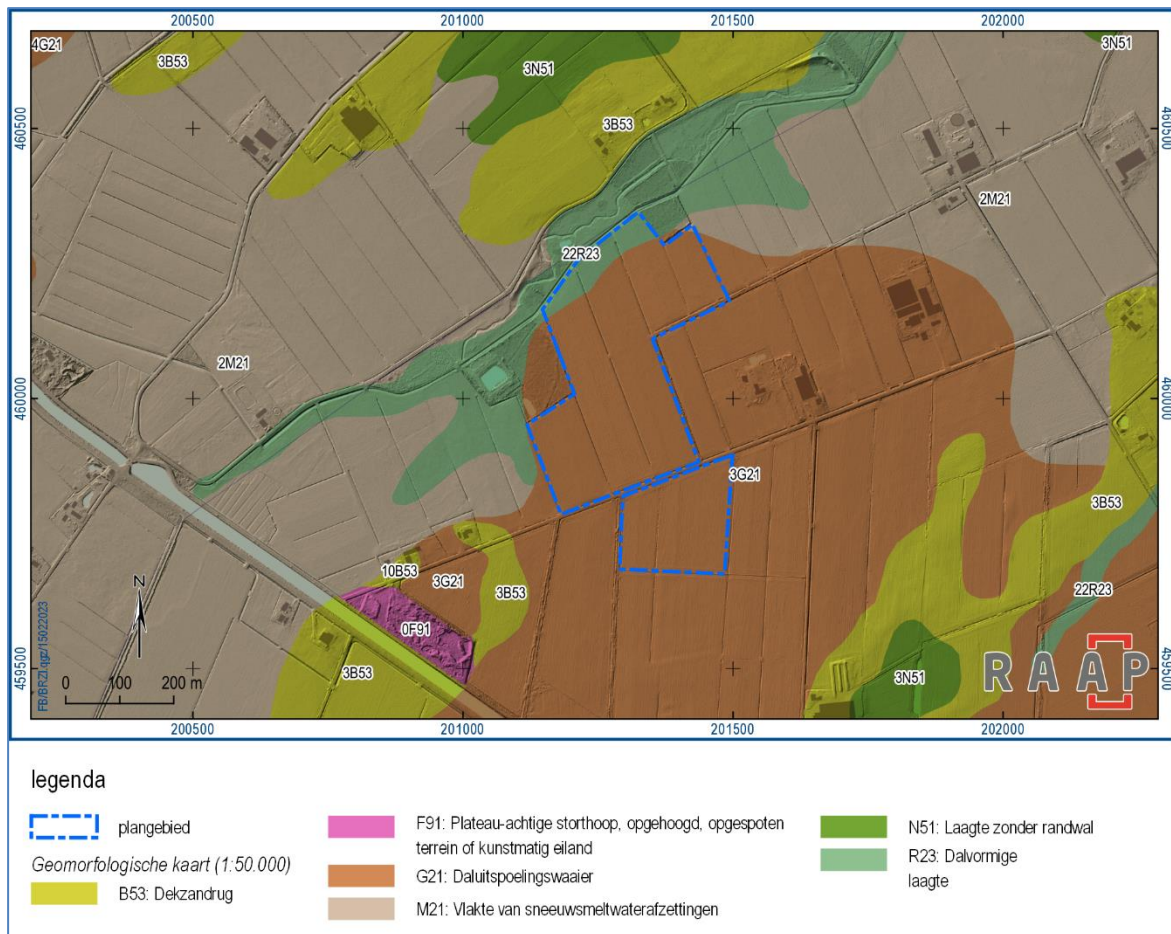 200500 201000 201500 202000
4G21
3B53
3N51
3N51
3B53
460500 460500
2M21
22R23
2M21
460000 460000
3G21
3B53
10B53
3G21
3B53
22R23
0F91
N
3B53
3N51
459500 459500
0 100 200 m
FB/BRZI.qgz/15022023
RAAP
200500 201000 201500 202000
legenda
plangebied
Geomorfologische kaart (1:50.000)
B53: Dekzandrug
F91: Plateau-achtige storthoop, opgehoogd, opgespoten
terrein of kunstmatig eiland
G21: Daluitspoelingswaaier
M21: Vlakte van sneeuwsmeltwaterafzettingen
N51: Laagte zonder randwal
R23: Dalvormige
laagte